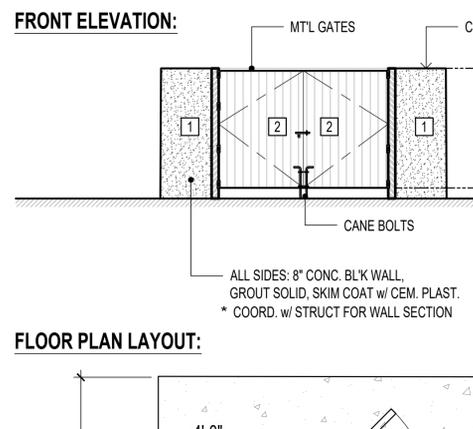 FRONT ELEVATION:
MT'L GATES
C
1
2
2
1
CANE BOLTS
ALL SIDES: 8" CONC. BL'K WALL,
GROUT SOLID, SKIM COAT w/ CEM. PLAST.
* COORD. w/ STRUCT FOR WALL SECTION
FLOOR PLAN LAYOUT: